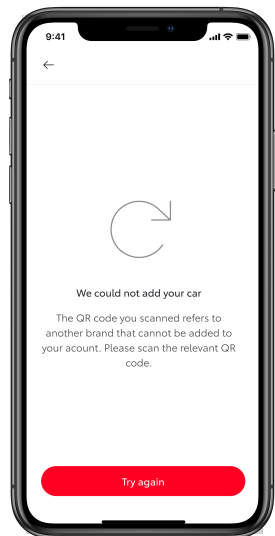 9:41
We could not add your car
The QR code you scanned refers to
another brand that cannot be added to
your acount. Please scan the relevant QR
code.
Try again